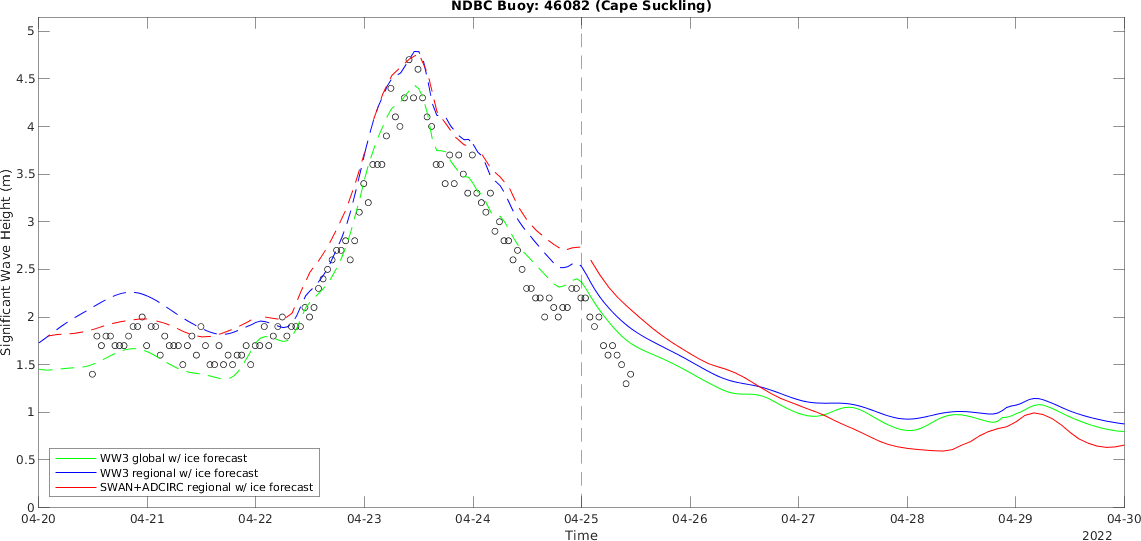 NDBC Buoy: 46082 (Cape Suckling)
5
4.5
4
3.5
3
2.5
2
1.5
1
0.5
0
Significant Wave Height (m)
WW3 global w/ ice forecast
WW3 regional w/ ice forecast
SWAN+ADCIRC regional w/ ice forecast
04-20 04-21 04-22 04-23 04-24 04-25 04-26 04-27 04-28 04-29 04-30
Time
2022